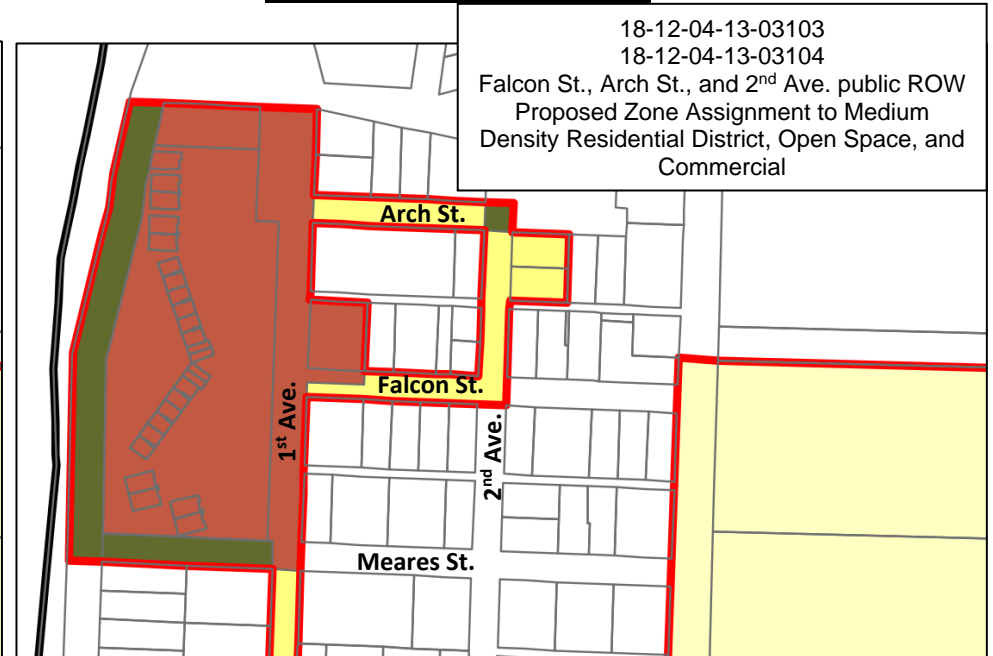 18-12-04-13-03103
18-12-04-13-03104
Falcon St., Arch St., and 2nd Ave. public ROW
Proposed Zone Assignment to Medium
Density Residential District, Open Space, and
Commercial
Arch St.
Falcon St.
1st Ave.
2nd Ave.
Meares St.